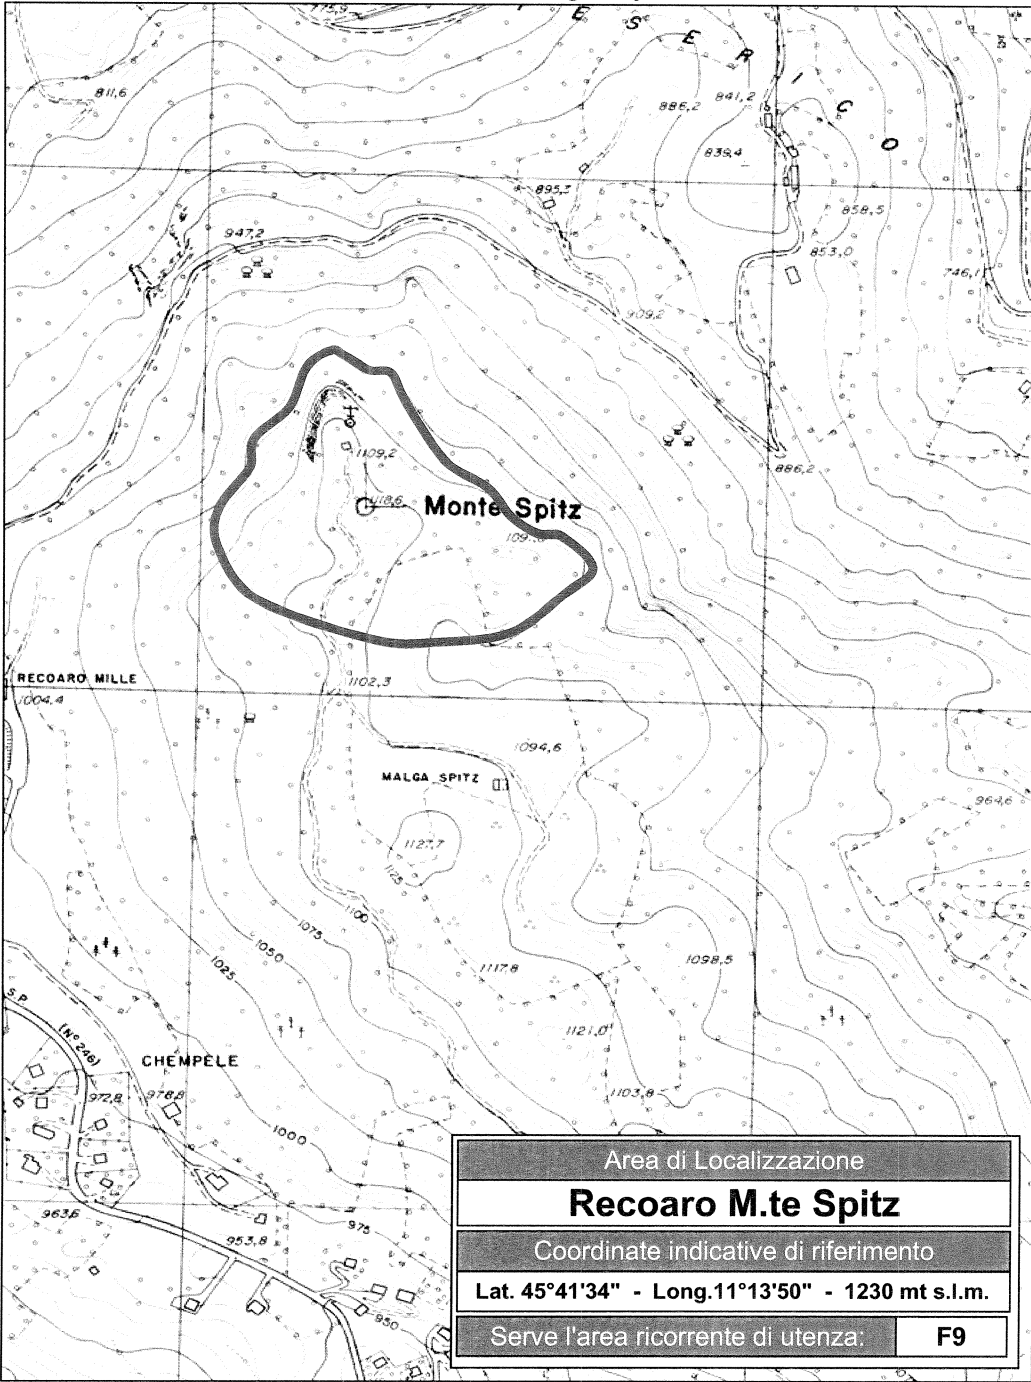 775,9
E S E R I C O
811,6
886,2
841,2
839,4
895,3
858,5
947,2
853,0
746,1
909,2
886,2
1109,2
1118,6
Monte Spitz
RECOARO MILLE
1004,4
1102,3
1094,6
MALGA SPITZ
964,6
1127,7
1125
1100
1075
1050
1025
1117,8
1098,5
S.P.
(N° 246)
1121,0
CHEMPELE
972,8
978,8
1103,8
1000
963,6
953,8
975
950
Area di Localizzazione
Recoaro M.te Spitz
Coordinate indicative di riferimento
Lat. 45°41'34" - Long.11°13'50" - 1230 mt s.l.m.
Serve l'area ricorrente di utenza:
F9